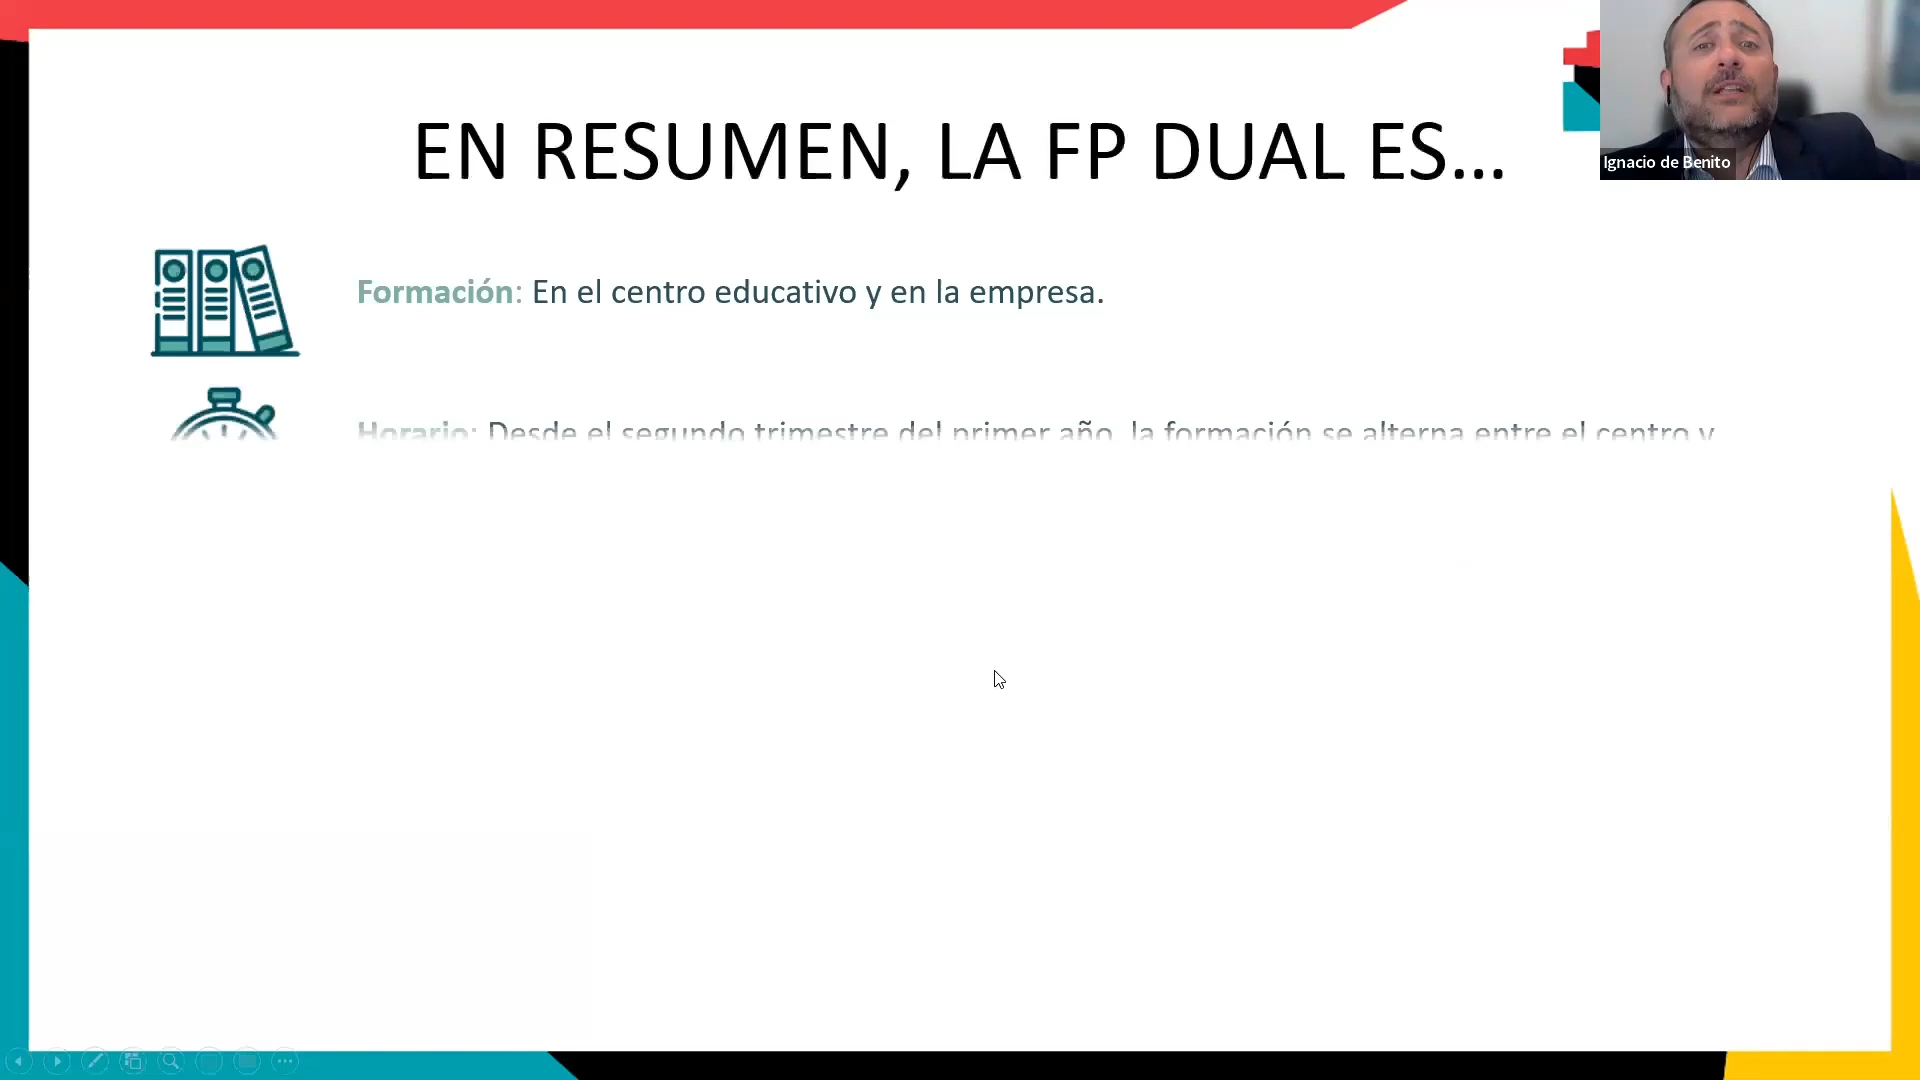 EN RESUMEN, LA FP DUAL ES...
Ignacio de Benito
Formación: En el centro educativo y en la empresa.
Horario: Desde el segundo trimestre del primer año, la formación se alterna entre el centro y